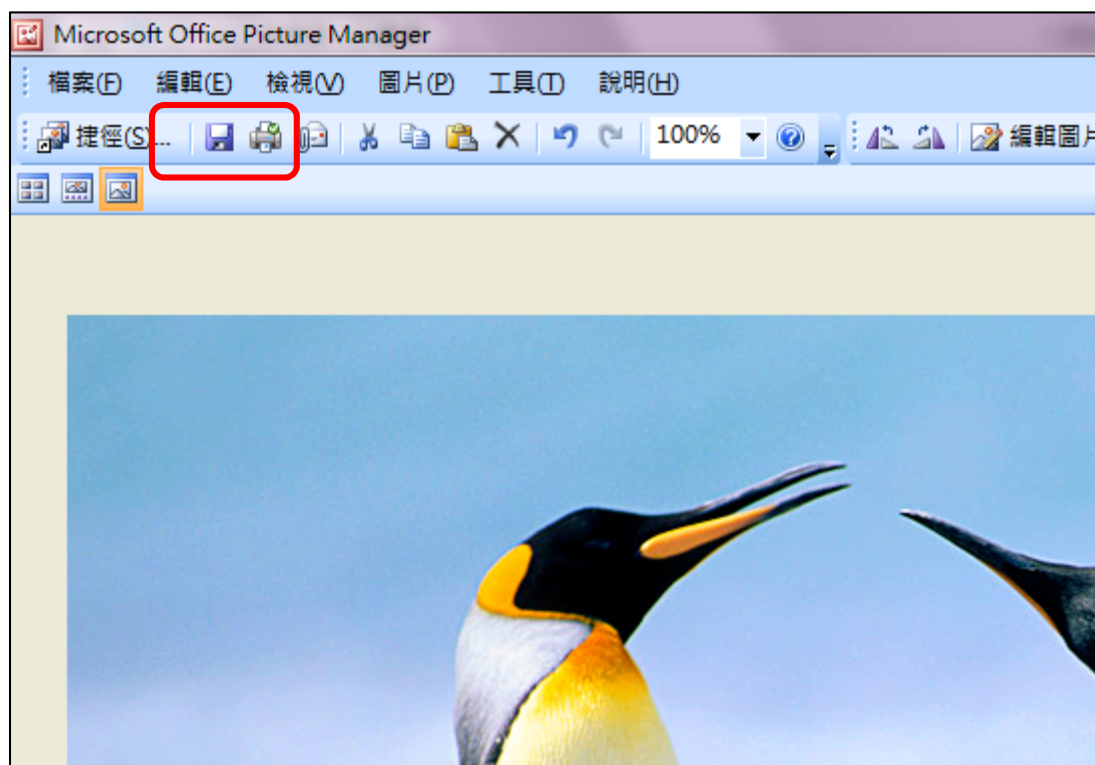 Microsoft Office Picture Manager
檔案(F) 編輯(E) 檢視(V) 圖片(P) 工具(T) 說明(H)
捷徑(S)... 100% 編輯圖片